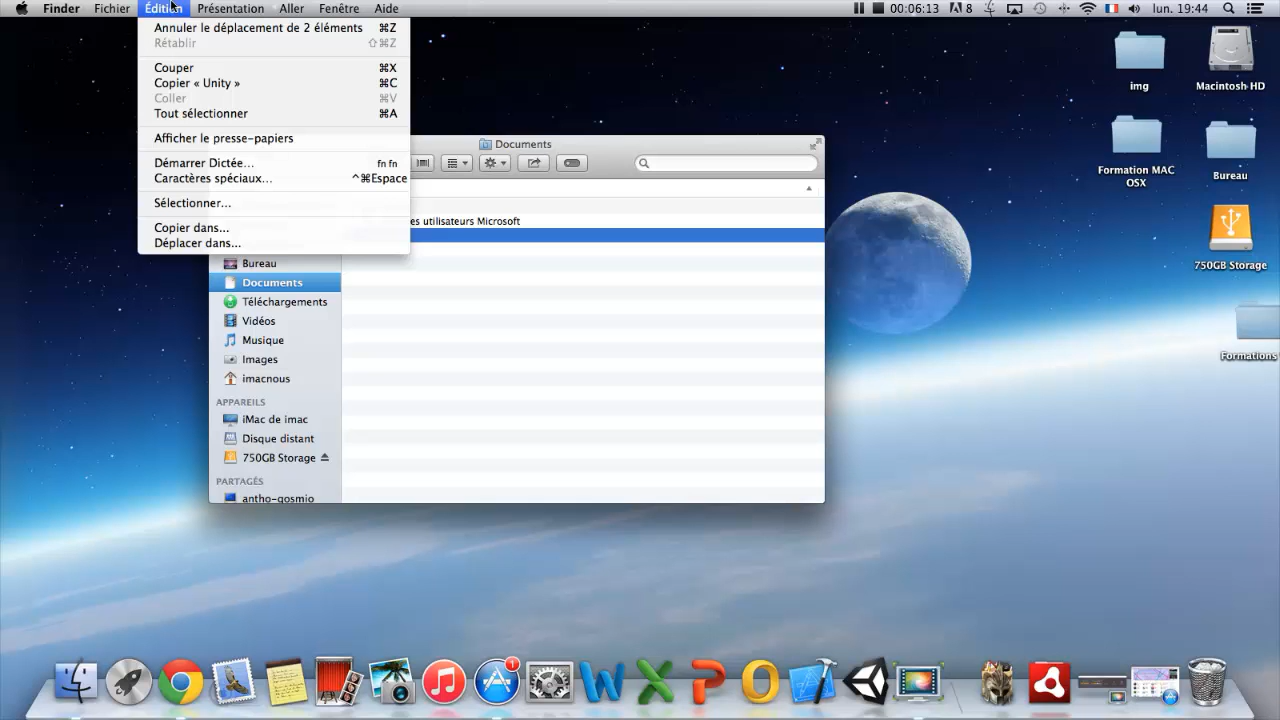 Finder Fichier Édition Présentation Aller Fenêtre Aide 00:06:13 8 lun. 19:44
Annuler le déplacement de 2 éléments ⌘Z
Rétablir ⇧⌘Z
Couper ⌘X
Copier « Unity » ⌘C
Coller ⌘V
Tout sélectionner ⌘A
Afficher le presse-papiers
Démarrer Dictée... fn fn
Caractères spéciaux... ^⌘Espace
Sélectionner...
Copier dans...
Déplacer dans...
Documents
es utilisateurs Microsoft
Bureau
Documents
Téléchargements
Vidéos
Musique
Images
imacnous
APPAREILS
iMac de imac
Disque distant
750GB Storage
PARTAGÉS
antho-qosmio
img
Macintosh HD
Formation MAC
OSX
Bureau
750GB Storage
Formations
1